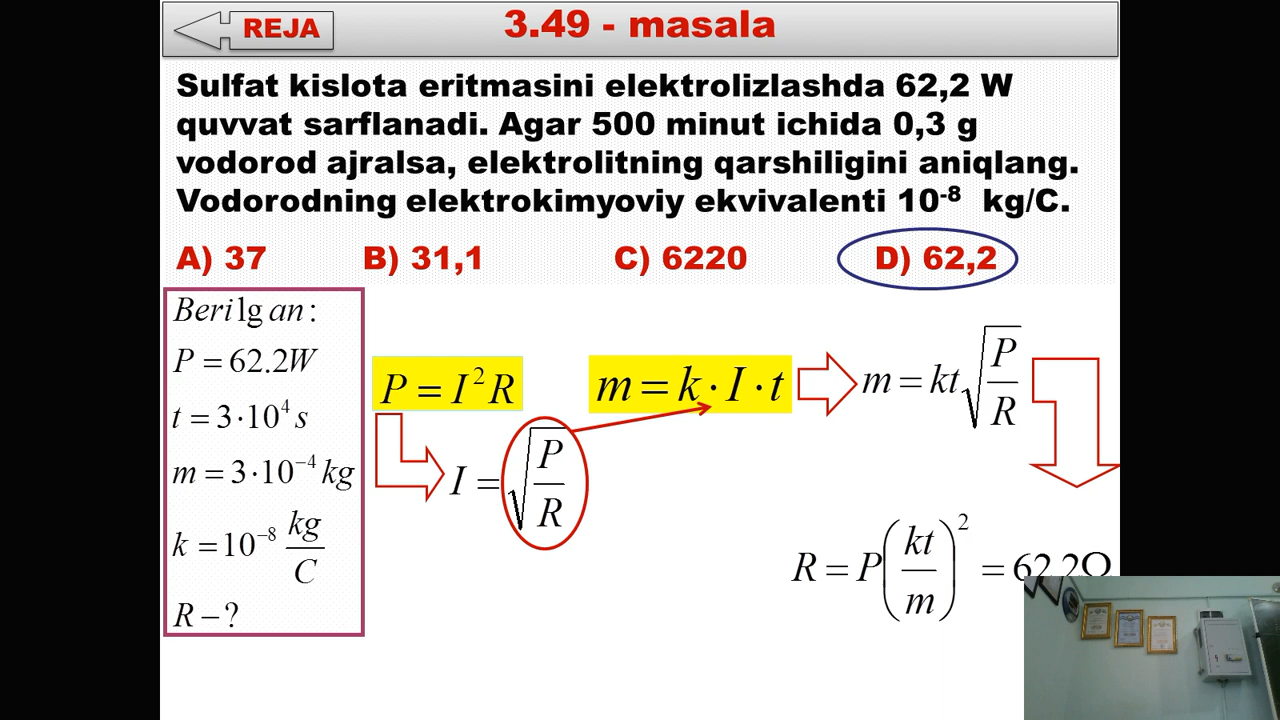 REJA
3.49 - masala
Sulfat kislota eritmasini elektrolizlashda 62,2 W
quvvat sarflanadi. Agar 500 minut ichida 0,3 g
vodorod ajralsa, elektrolitning qarshiligini aniqlang.
Vodorodning elektrokimyoviy ekvivalenti 10⁻⁸ kg/C.
A) 37 B) 31,1 C) 6220 D) 62,2
Berilgan:
P = 62.2W
t = 3·10⁴ s
m = 3·10⁻⁴ kg
k = 10⁻⁸ kg/C
R – ?
P = I²R
I = √(P/R)
m = k · I · t
m = kt√(P/R)
R = P(kt/m)² = 62.2Ω